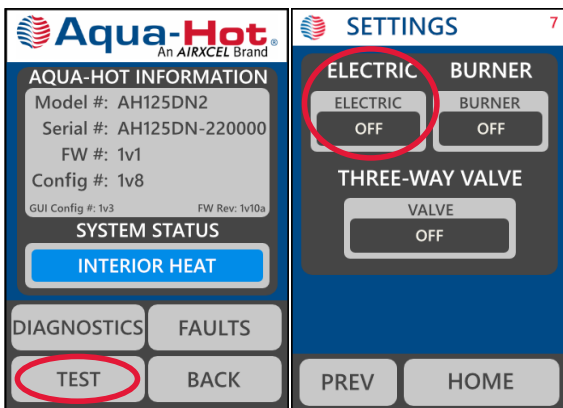 Aqua-Hot®
An AIRXCEL Brand
AQUA-HOT INFORMATION
Model #: AH125DN2
Serial #: AH125DN-220000
FW #: 1v1
Config #: 1v8
GUI Config #: 1v3 FW Rev: 1v10a
SYSTEM STATUS
INTERIOR HEAT
DIAGNOSTICS FAULTS
TEST BACK
SETTINGS 7
ELECTRIC BURNER
ELECTRIC BURNER
OFF OFF
THREE-WAY VALVE
VALVE
OFF
PREV HOME